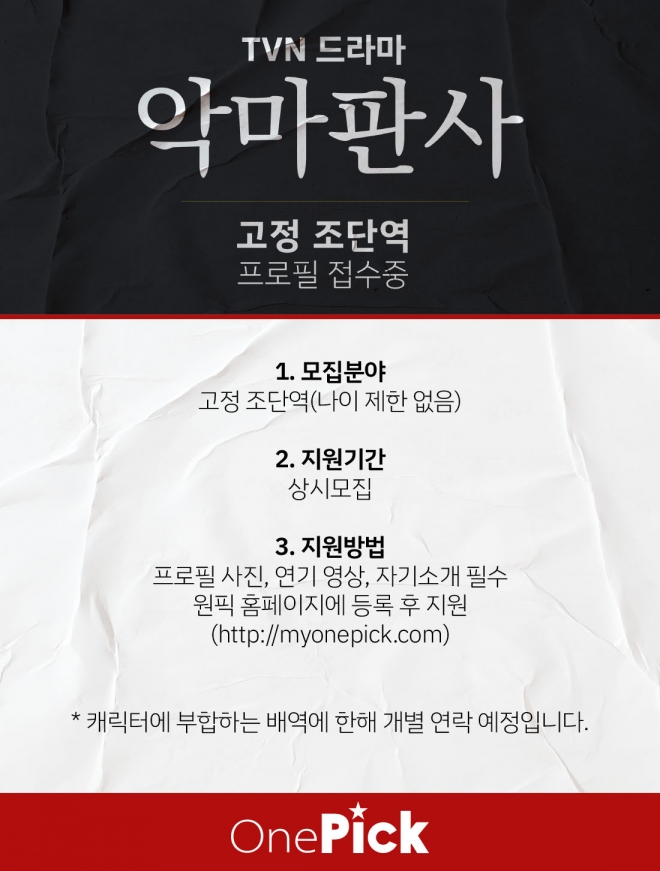 TVN 드라마
악마판사
고정 조단역
프로필 접수중
1. 모집분야
고정 조단역(나이 제한 없음)
2. 지원기간
상시모집
3. 지원방법
프로필 사진, 연기 영상, 자기소개 필수
원픽 홈페이지에 등록 후 지원
(http://myonepick.com)
* 캐릭터에 부합하는 배역에 한해 개별 연락 예정입니다.
OnePick